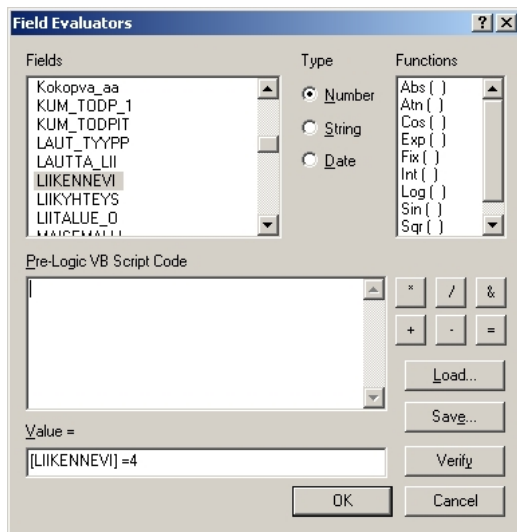 Field Evaluators
Fields
Type
Functions
Kokopva_aa
KUM_TODP_1
KUM_TODPIT
LAUT_TYYPP
LAUTTA_LII
LIIKENNEVI
LIIKYHTEYS
LIITALUE_O
Number
String
Date
Abs ( )
Atn ( )
Cos ( )
Exp ( )
Fix ( )
Int ( )
Log ( )
Sin ( )
Sqr ( )
Pre-Logic VB Script Code
* / &
+ - =
Load...
Save...
Value =
[LIIKENNEVI] =4
Verify
OK
Cancel